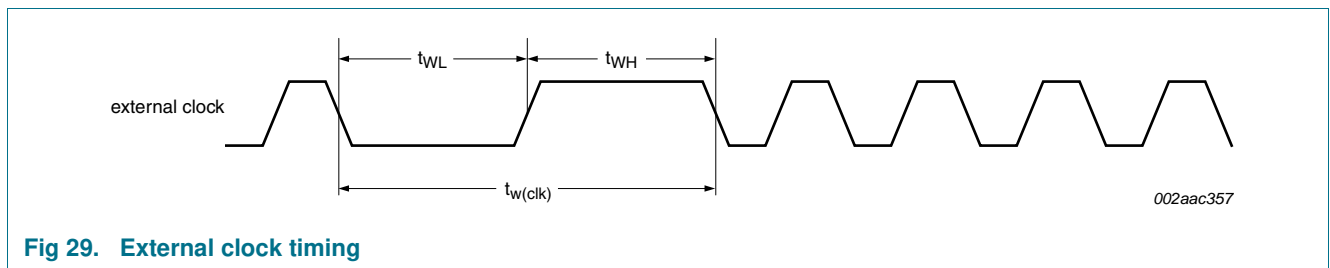 t_WL
t_WH
external clock
t_w(clk)
002aac357
Fig 29. External clock timing